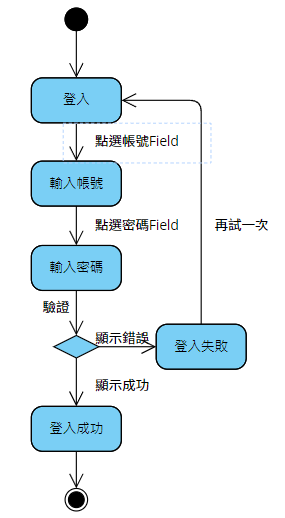 登入
點選帳號Field
輸入帳號
點選密碼Field
再試一次
輸入密碼
驗證
顯示錯誤
登入失敗
顯示成功
登入成功